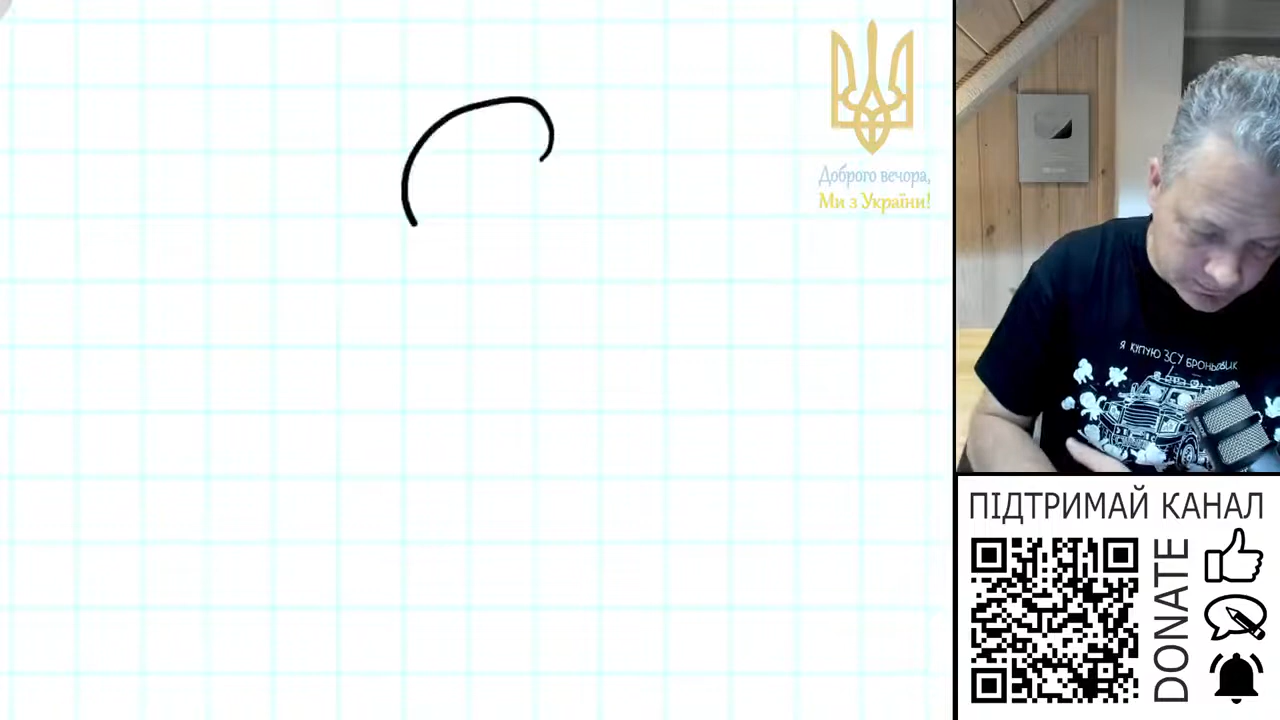 Доброго вечора,
Ми з України!
Я КУПУЮ ЗСУ БРОНЬОВИК
ПІДТРИМАЙ КАНАЛ
DONATE